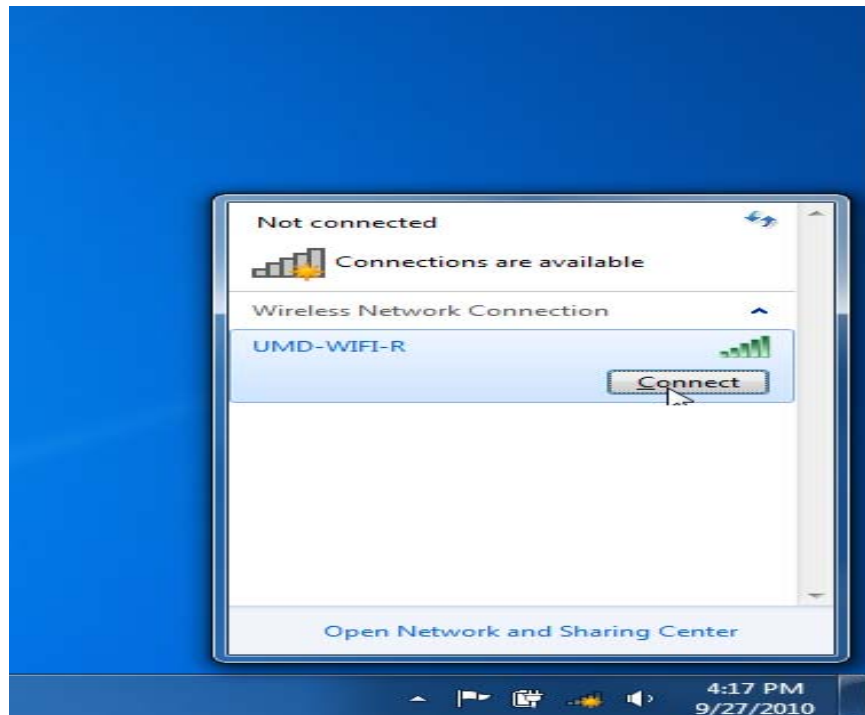 Not connected
Connections are available
Wireless Network Connection
UMD-WIFI-R
Connect
Open Network and Sharing Center
4:17 PM
9/27/2010